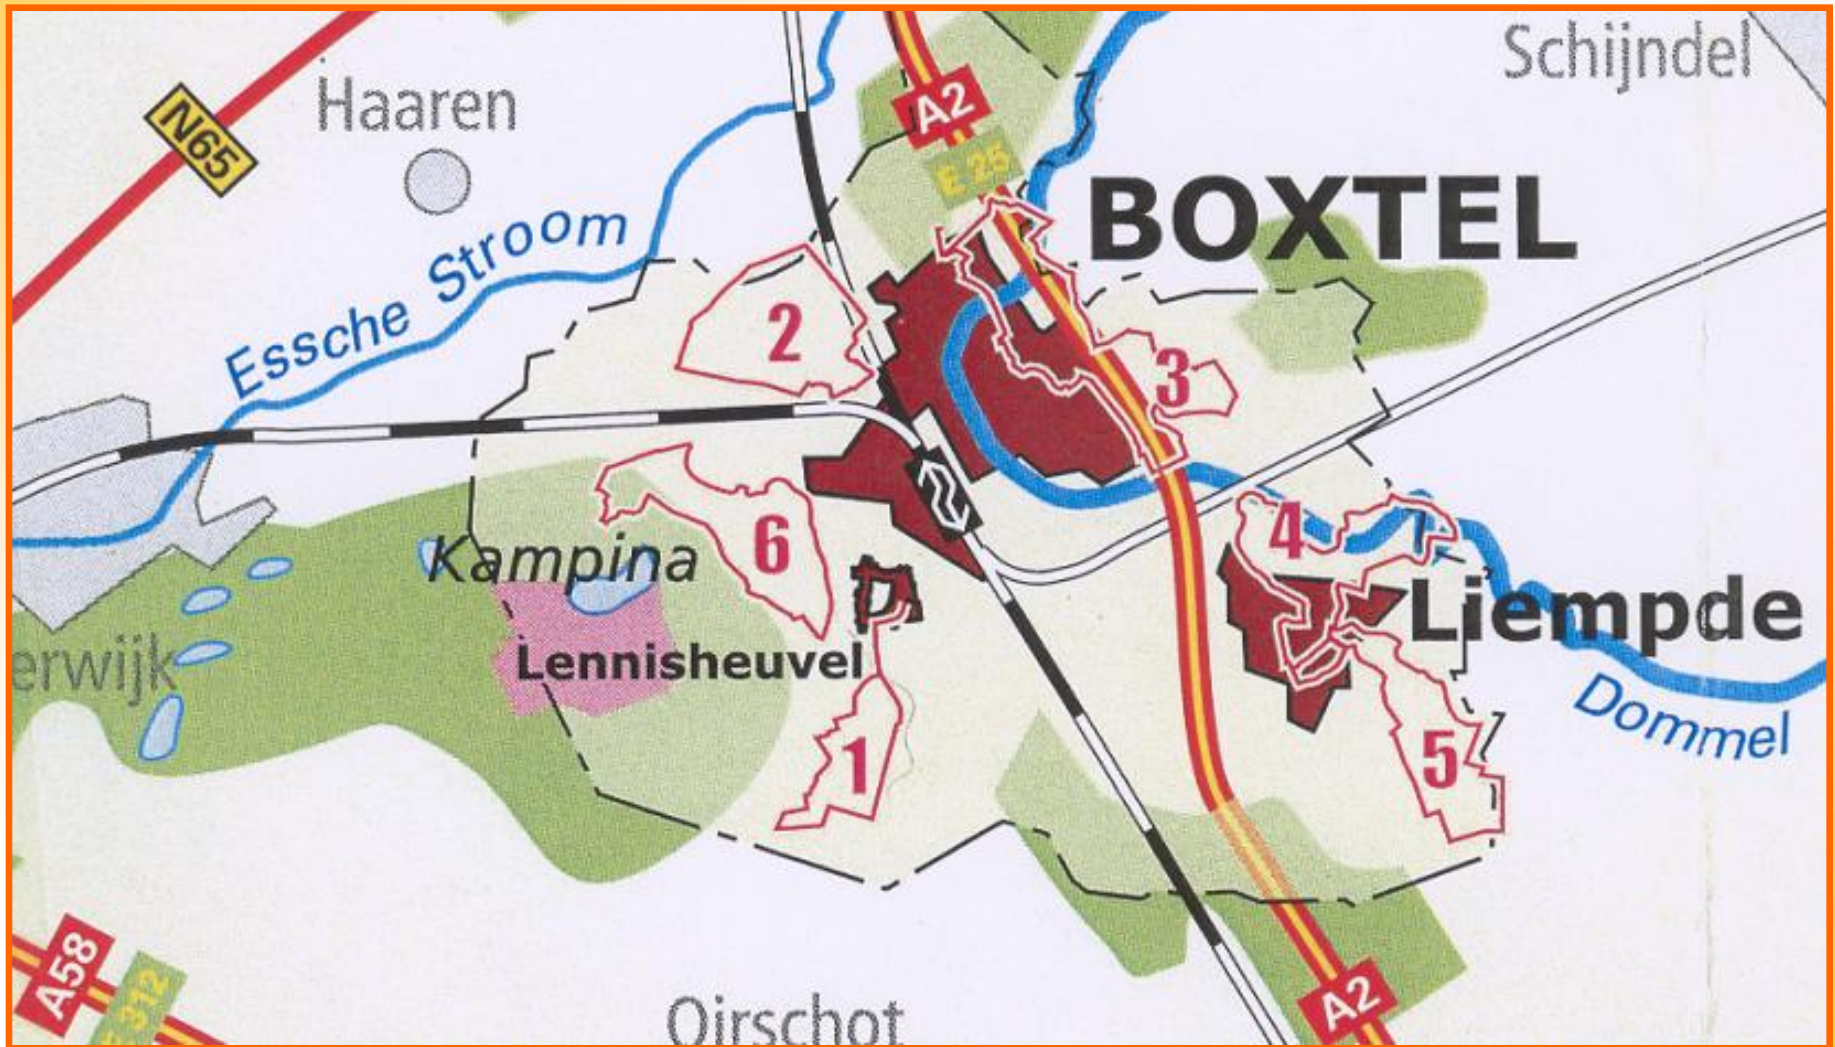 Schijndel
Haaren
A2
N65
E 25
BOXTEL
Essche Stroom
2
3
4
6
Kampina
Liempde
erwijk
Lennisheuvel
Dommel
1
5
A58
E 312
A2
Oirschot